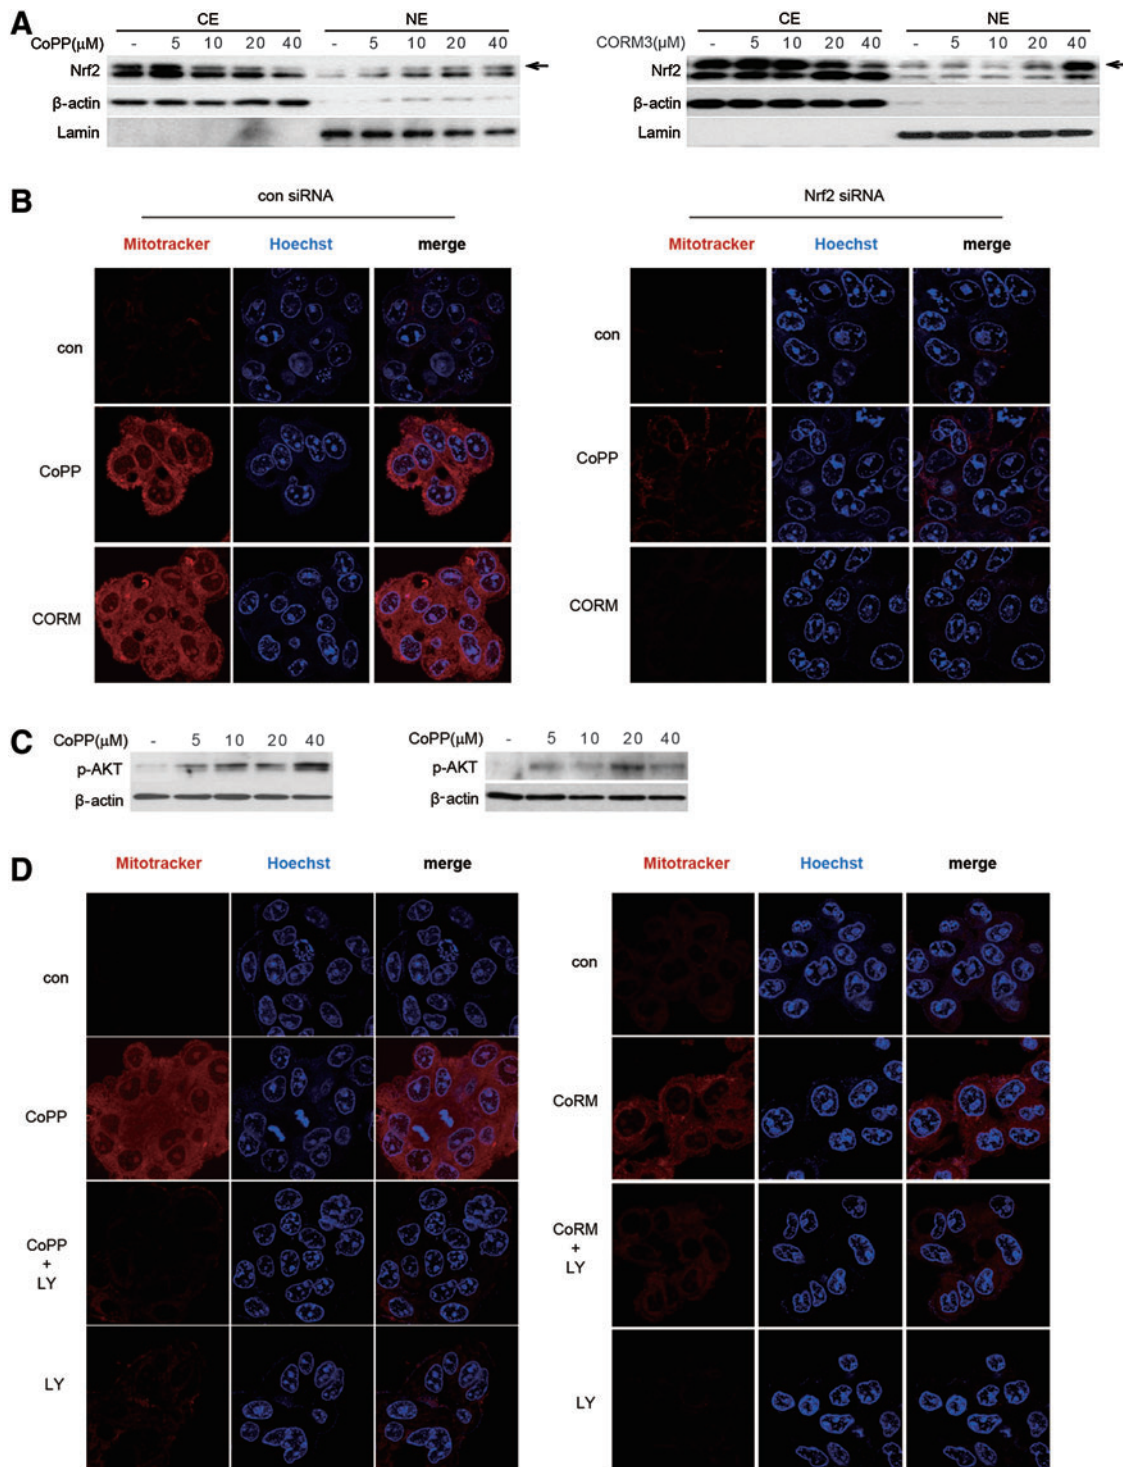 A
CE NE
CoPP(μM) - 5 10 20 40 - 5 10 20 40
Nrf2
β-actin
Lamin
CE NE
CORM3(μM) - 5 10 20 40 - 5 10 20 40
Nrf2
β-actin
Lamin
B
con siRNA
Mitotracker Hoechst merge
con
CoPP
CORM
Nrf2 siRNA
Mitotracker Hoechst merge
con
CoPP
CORM
C
CoPP(μM) - 5 10 20 40
p-AKT
β-actin
CoPP(μM) - 5 10 20 40
p-AKT
β-actin
D
Mitotracker Hoechst merge
con
CoPP
CoPP
+
LY
LY
Mitotracker Hoechst merge
con
CoRM
CoRM
+
LY
LY